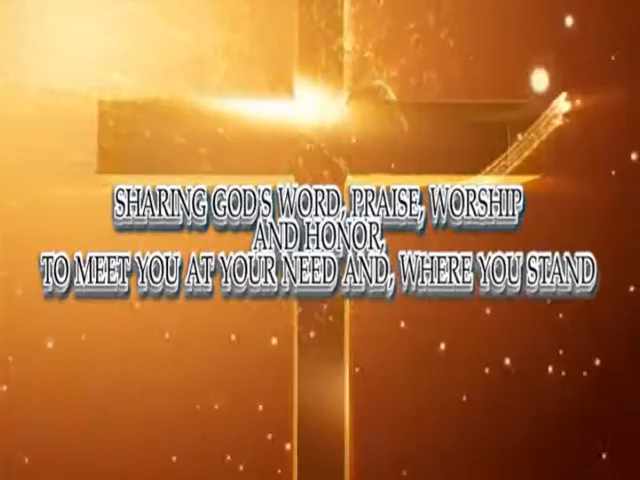 SHARING GOD'S WORD, PRAISE, WORSHIP
AND HONOR,
TO MEET YOU AT YOUR NEED AND, WHERE YOU STAND